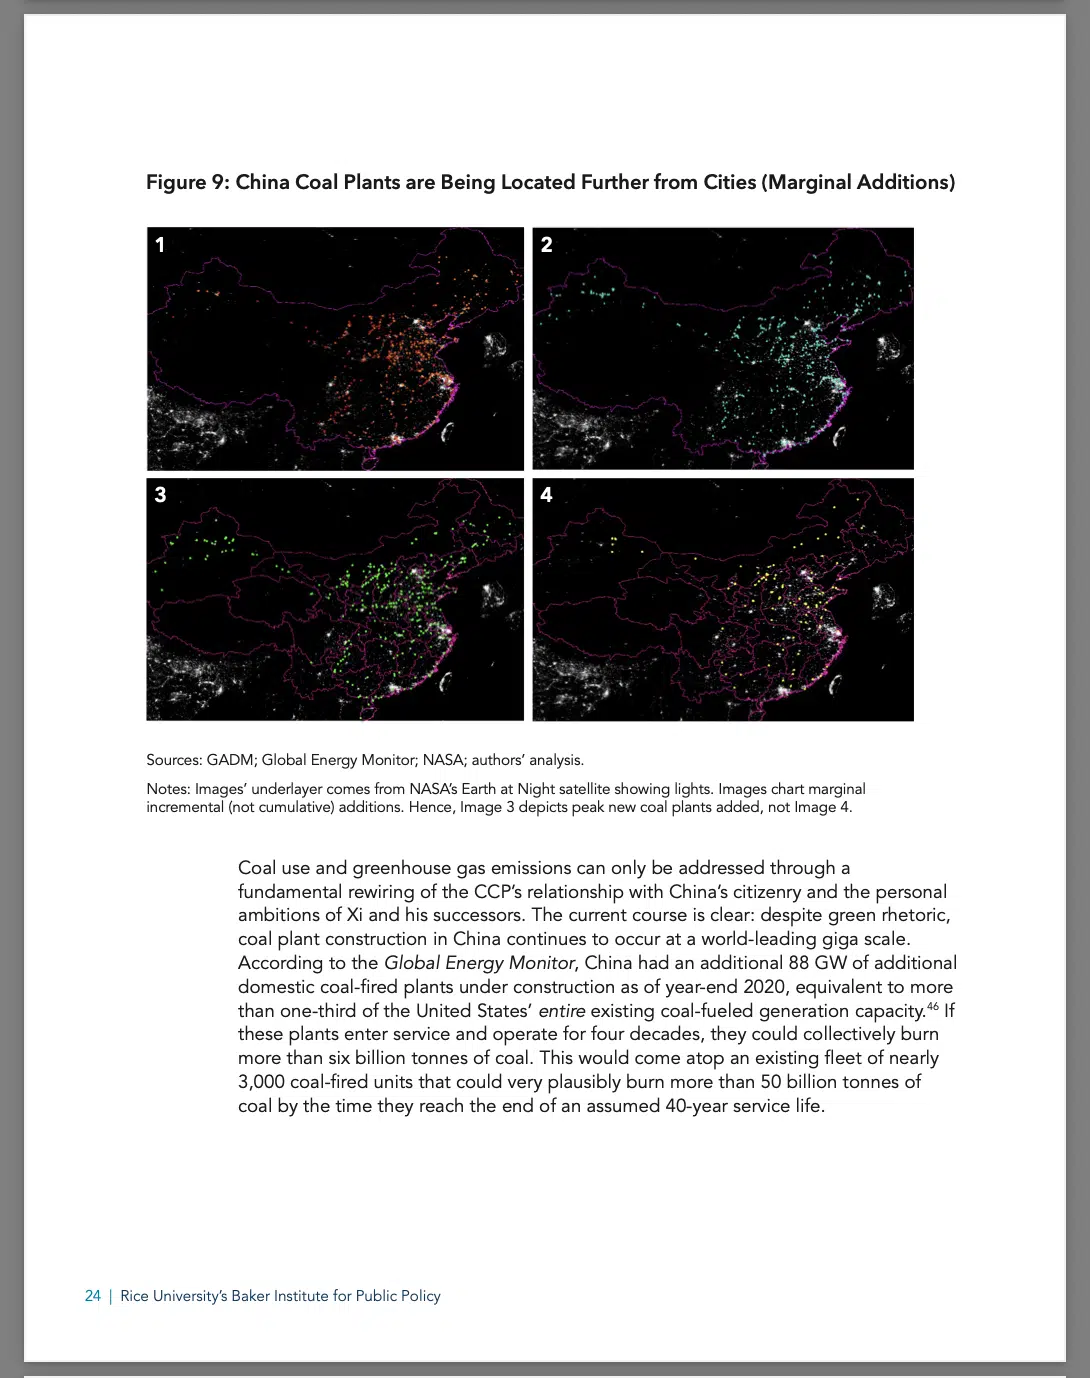 Figure 9: China Coal Plants are Being Located Further from Cities (Marginal Additions)
1
2
3
4
Sources: GADM; Global Energy Monitor; NASA; authors’ analysis.
Notes: Images’ underlayer comes from NASA’s Earth at Night satellite showing lights. Images chart marginal
incremental (not cumulative) additions. Hence, Image 3 depicts peak new coal plants added, not Image 4.
Coal use and greenhouse gas emissions can only be addressed through a
fundamental rewiring of the CCP’s relationship with China’s citizenry and the personal
ambitions of Xi and his successors. The current course is clear: despite green rhetoric,
coal plant construction in China continues to occur at a world-leading giga scale.
According to the Global Energy Monitor, China had an additional 88 GW of additional
domestic coal-fired plants under construction as of year-end 2020, equivalent to more
than one-third of the United States’ entire existing coal-fueled generation capacity.46 If
these plants enter service and operate for four decades, they could collectively burn
more than six billion tonnes of coal. This would come atop an existing fleet of nearly
3,000 coal-fired units that could very plausibly burn more than 50 billion tonnes of
coal by the time they reach the end of an assumed 40-year service life.
24 | Rice University’s Baker Institute for Public Policy